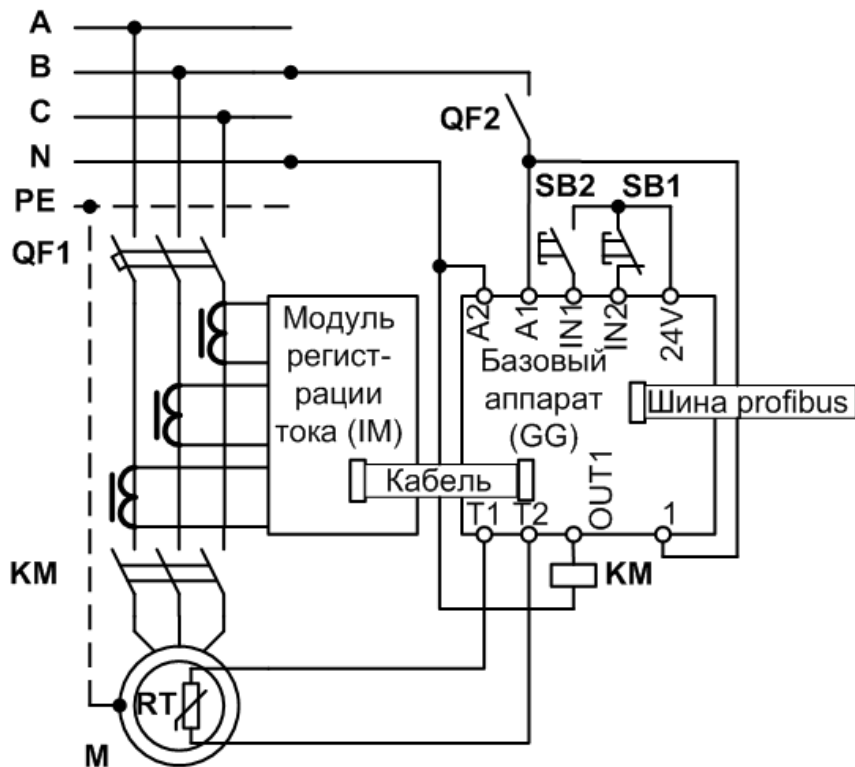 A
B
C
N
PE
QF1
QF2
SB2
SB1
A2
A1
IN1
IN2
24V
Модуль
регист-
рации
тока (IM)
Базовый
аппарат
(GG)
Шина profibus
Кабель
T1
T2
OUT1
1
KM
KM
RT
M